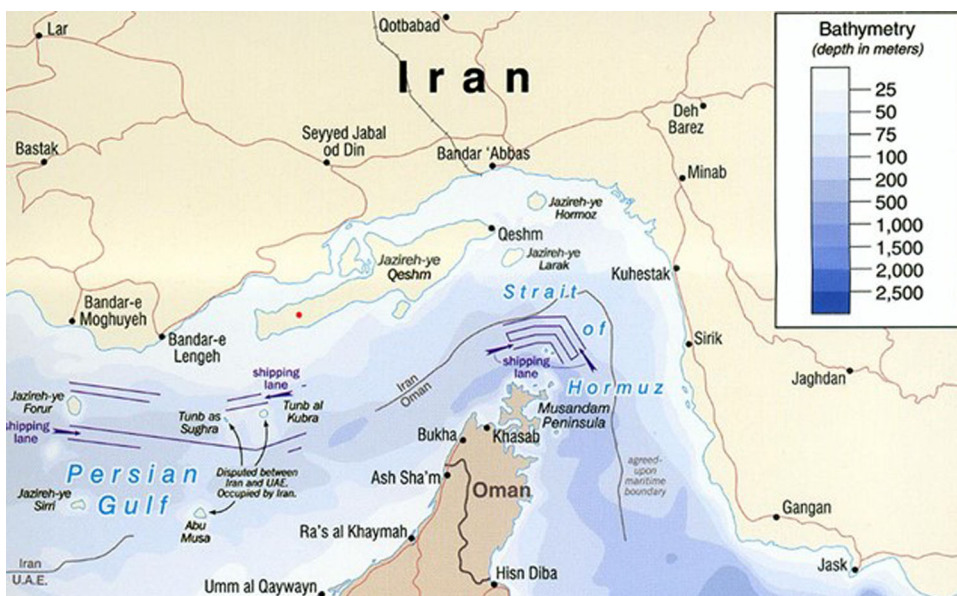 Lar
Qotbabad
Iran
Bathymetry
(depth in meters)
25
50
75
100
200
500
1,000
1,500
2,000
2,500
Deh
Barez
Seyyed Jabal
od Din
Bastak
Bandar 'Abbas
Minab
Jazireh-ye
Hormoz
Qeshm
Jazireh-ye
Qeshm
Jazireh-ye
Larak
Kuhestak
Strait
of
Hormuz
Bandar-e
Moghuyeh
Bandar-e
Lengeh
Sirik
Iran
Oman
shipping
lane
Jaghdan
shipping
lane
Jazireh-ye
Forur
Tunb as
Sughra
Tunb al
Kubra
Musandam
Peninsula
shipping
lane
Bukha
Khasab
Persian
Gulf
Disputed between
Iran and UAE.
Occupied by Iran.
agreed-
upon
maritime
boundary
Ash Sha'm
Oman
Jazireh-ye
Sirri
Abu
Musa
Gangan
Ra's al Khaymah
Iran
U.A.E.
Jask
Umm al Qaywayn
Hisn Diba